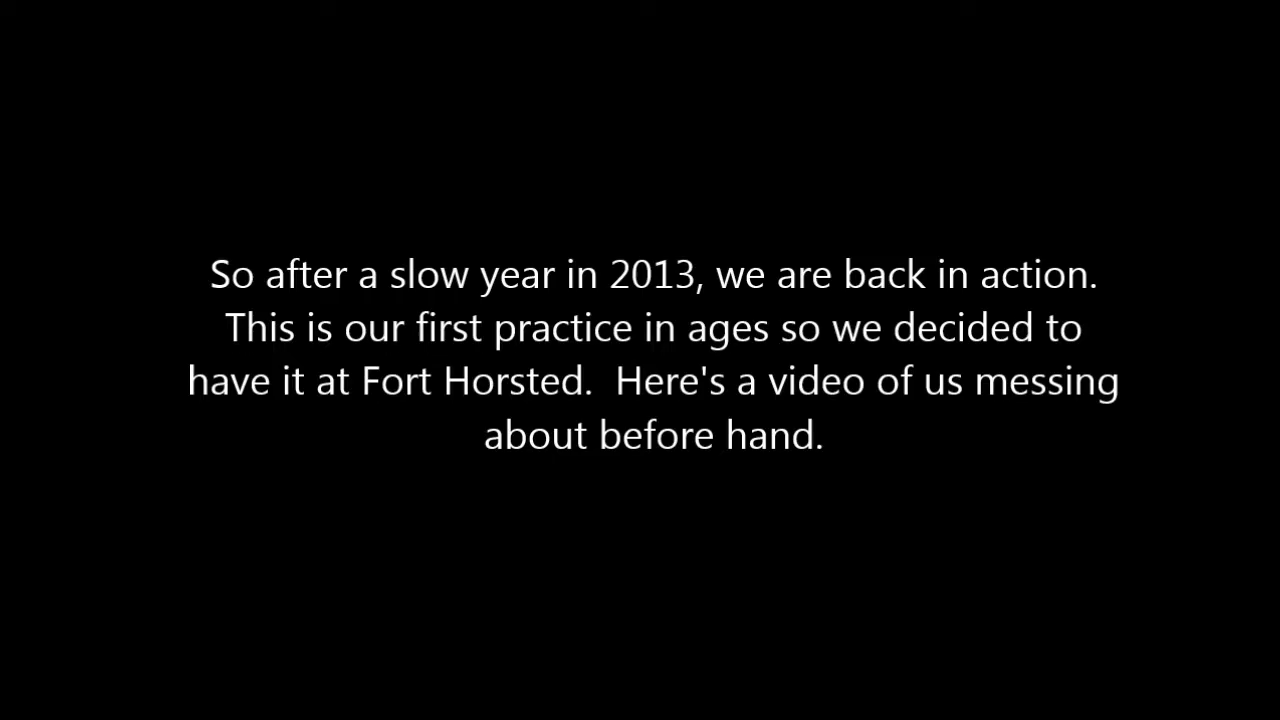 So after a slow year in 2013, we are back in action.
This is our first practice in ages so we decided to
have it at Fort Horsted.  Here's a video of us messing
about before hand.